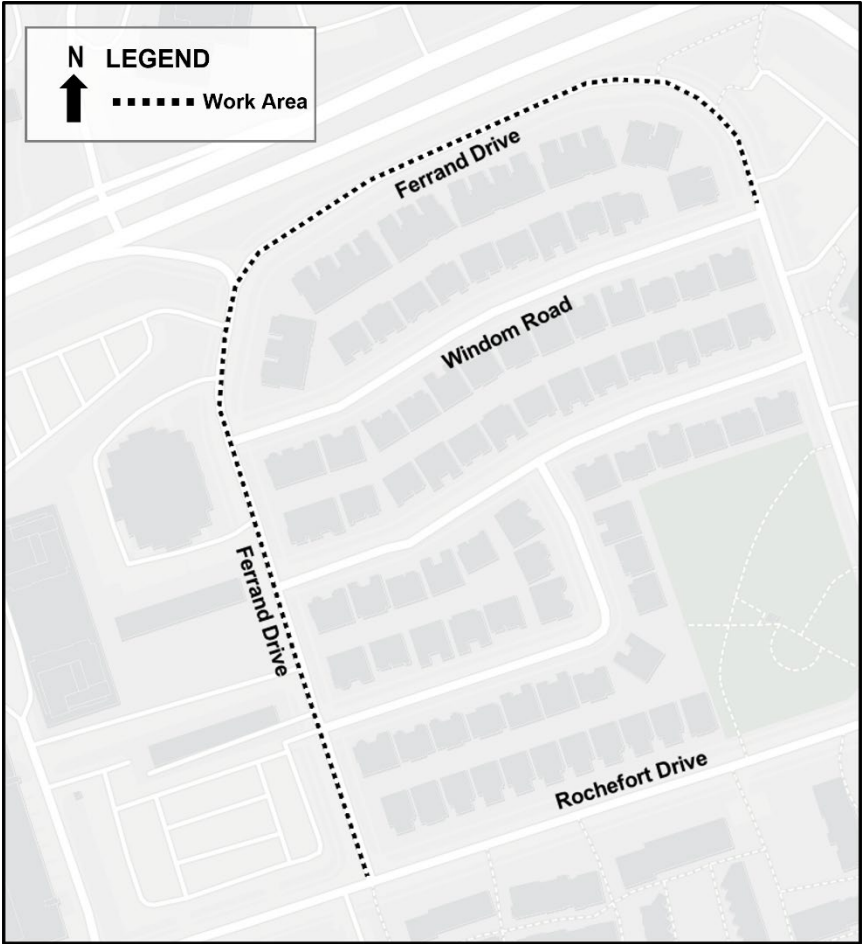 N LEGEND
Work Area
Ferrand Drive
Windom Road
Ferrand Drive
Rochefort Drive